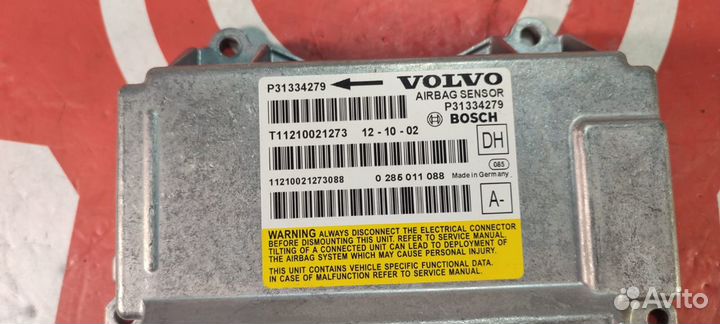 P31334279 VOLVO
AIRBAG SENSOR
P31334279
BOSCH
T11210021273 12-10-02
DH
085
11210021273088 0 285 011 088 Made in Germany
A-
WARNING ALWAYS DISCONNECT THE ELECTRICAL CONNECTOR
BEFORE DISMOUNTING THIS UNIT. REFER TO SERVICE MANUAL.
TILTING OF A CONNECTED UNIT CAN LEAD TO DEPLOYMENT OF
THE AIRBAG SYSTEM WHICH MAY CAUSE PERSONAL INJURY.
THIS UNIT CONTAINS VEHICLE SPECIFIC FUNCTIONAL DATA.
IN CASE OF MALFUNCTION REFER TO SERVICE MANUAL.
Avito